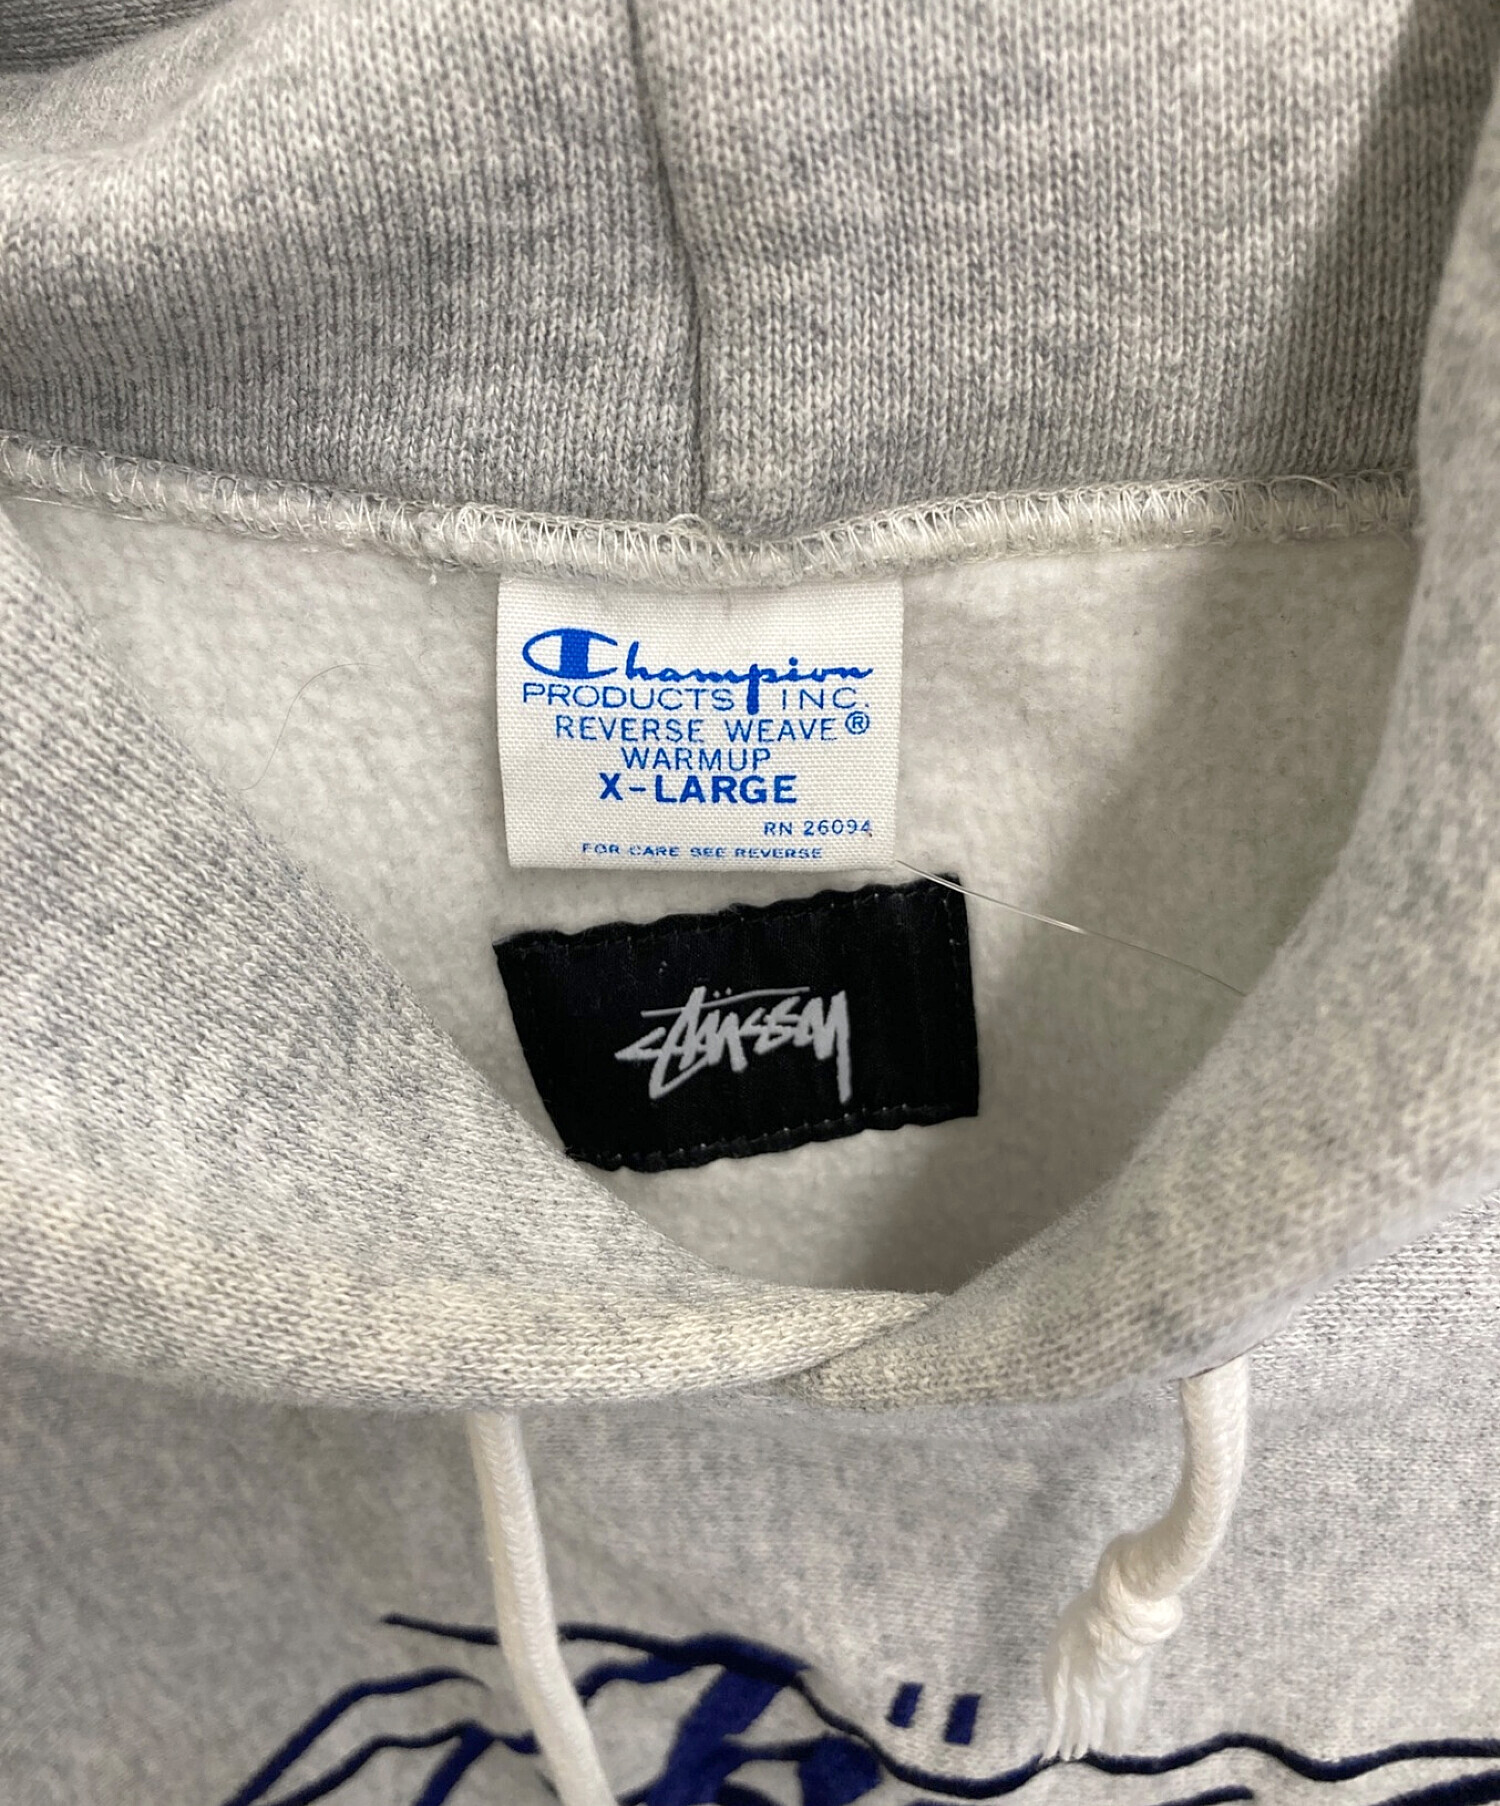 Champion
PRODUCTS INC.
REVERSE WEAVE®
WARMUP
X-LARGE
RN 26094
FOR CARE SEE REVERSE
STÜSSY